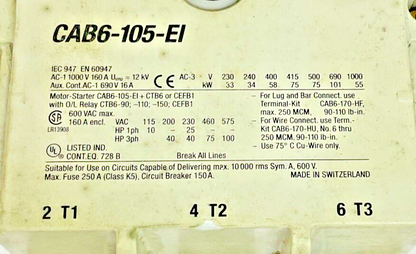 CAB6-105-EI
IEC 947 EN 60947
AC-1 1000 V 160 A Uimp = 12 kV CE AC-3 V 230 240 400 415 500 690 1000
Aux. Cont. AC-1 690 V 16 A kW 33 34 58 75 75 101 55
Motor-Starter CAB6-105-EI + CTB6 or CEFB1
with O/L Relay CTB6-90; -110; -150; CEFB1
600 VAC max.
160 A encl. VAC 115 200 230 460 575
LR13908 HP 1ph 10 - 25 - -
HP 3ph 40 40 75 100
UL LISTED IND.
CONT.EQ. 728 B Break All Lines
- For Lug and Bar Connect. use
Terminal-Kit CAB6-170-HF,
max. 250 MCM, 90-110 lb-in.
- For Wire Connect. use Term.-
Kit CAB6-170-HU, No. 6 thru
250 MCM, 90-110 lb-in.
- Use 75° C Cu-Wire only.
Suitable for Use on Circuits Capable of Delivering max. 10 000 rms Sym. A, 600 V.
Max. Fuse 250 A (Class K5), Circuit Breaker 150 A. MADE IN SWITZERLAND
2 T1 4 T2 6 T3